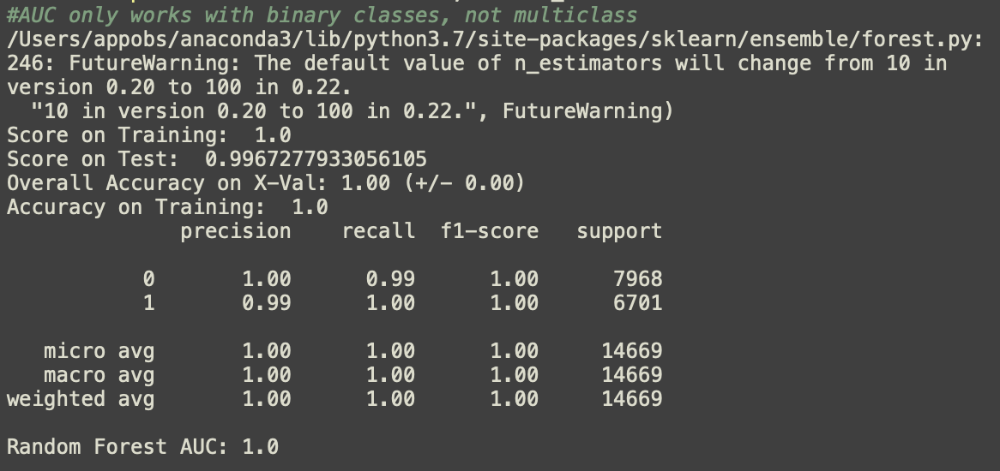 #AUC only works with binary classes, not multiclass
/Users/appobs/anaconda3/lib/python3.7/site-packages/sklearn/ensemble/forest.py:
246: FutureWarning: The default value of n_estimators will change from 10 in
version 0.20 to 100 in 0.22.
  "10 in version 0.20 to 100 in 0.22.", FutureWarning)
Score on Training:  1.0
Score on Test:  0.9967277933056105
Overall Accuracy on X-Val: 1.00 (+/- 0.00)
Accuracy on Training:  1.0
              precision    recall  f1-score   support
           0       1.00      0.99      1.00      7968
           1       0.99      1.00      1.00      6701
   micro avg       1.00      1.00      1.00     14669
   macro avg       1.00      1.00      1.00     14669
weighted avg       1.00      1.00      1.00     14669
Random Forest AUC: 1.0